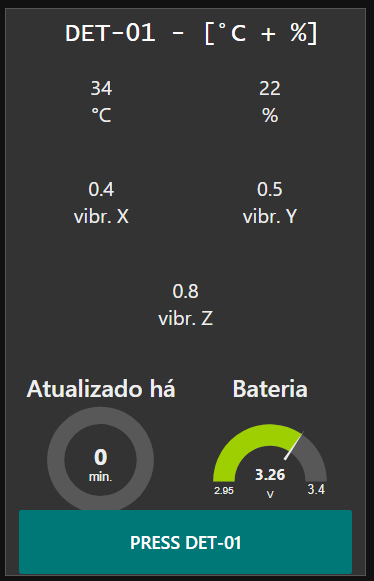 DET-01 - [°C + %]
34 22
°C %
0.4 0.5
vibr. X vibr. Y
0.8
vibr. Z
Atualizado há Bateria
0
min.
3.26
2.95 V 3.4
PRESS DET-01